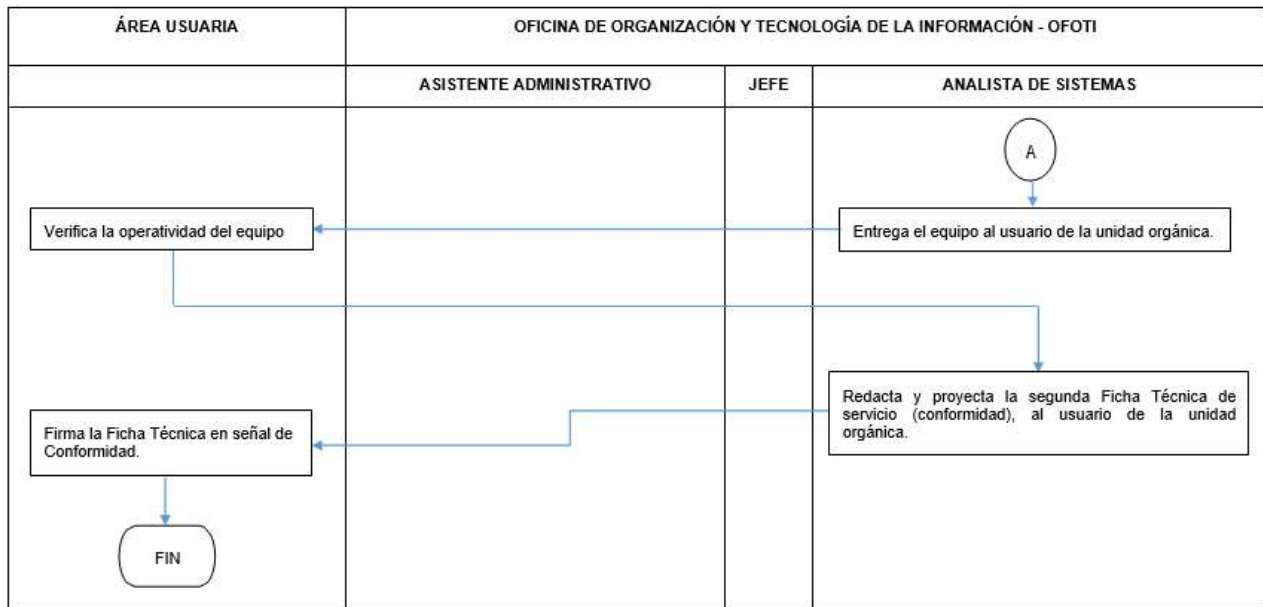 ÁREA USUARIA
OFICINA DE ORGANIZACIÓN Y TECNOLOGÍA DE LA INFORMACIÓN - OFOTI
ASISTENTE ADMINISTRATIVO
JEFE
ANALISTA DE SISTEMAS
A
Verifica la operatividad del equipo
Entrega el equipo al usuario de la unidad orgánica.
Redacta y proyecta la segunda Ficha Técnica de
servicio (conformidad), al usuario de la unidad
orgánica.
Firma la Ficha Técnica en señal de
Conformidad.
FIN